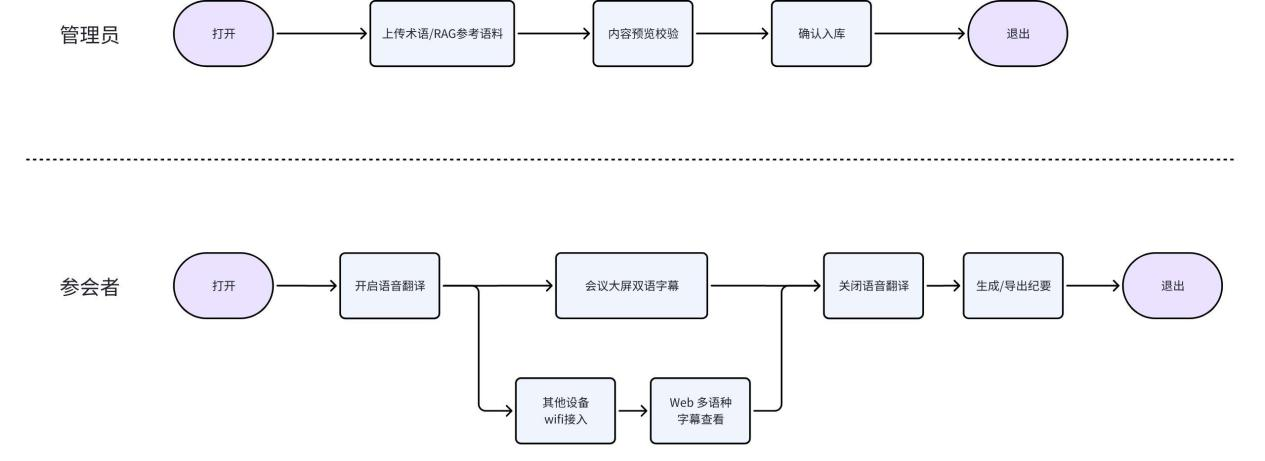 管理员
打开
上传术语/RAG参考语料
内容预览校验
确认入库
退出
参会者
打开
开启语音翻译
会议大屏双语字幕
关闭语音翻译
生成/导出纪要
退出
其他设备
wifi接入
Web 多语种
字幕查看